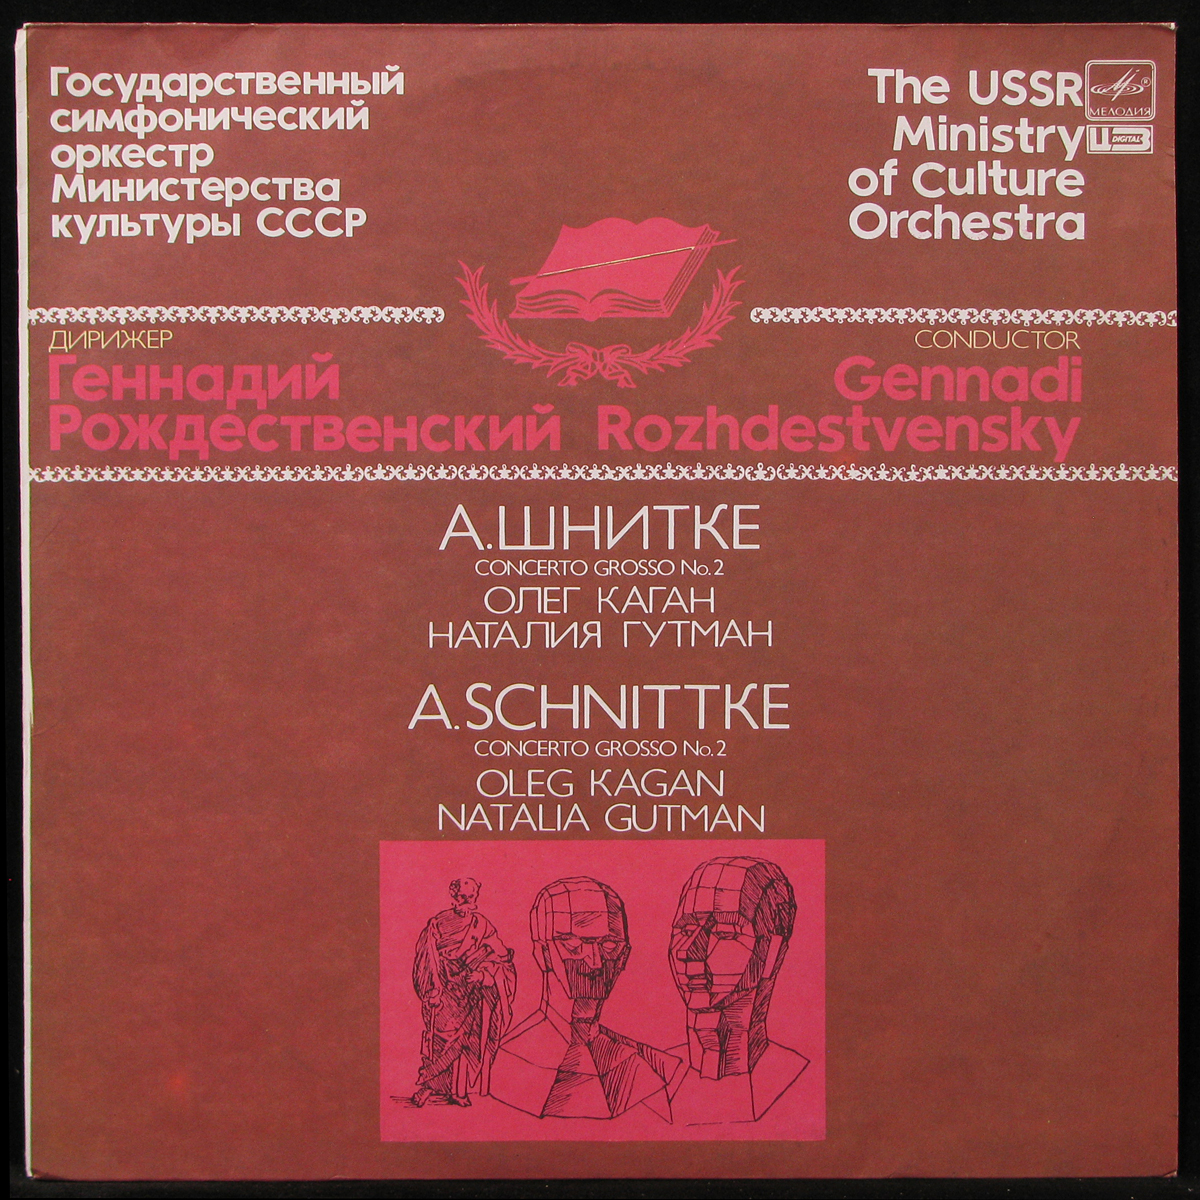 Государственный
симфонический
оркестр
Министерства
культуры СССР
The USSR
Ministry
of Culture
Orchestra
МЕЛОДИЯ
ЦЗ DIGITAL
ДИРИЖЕР
Геннадий
Рождественский
CONDUCTOR
Gennadi
Rozhdestvensky
А.ШНИТКЕ
CONCERTO GROSSO No.2
ОЛЕГ КАГАН
НАТАЛИЯ ГУТМАН
A.SCHNITTKE
CONCERTO GROSSO No.2
OLEG KAGAN
NATALIA GUTMAN